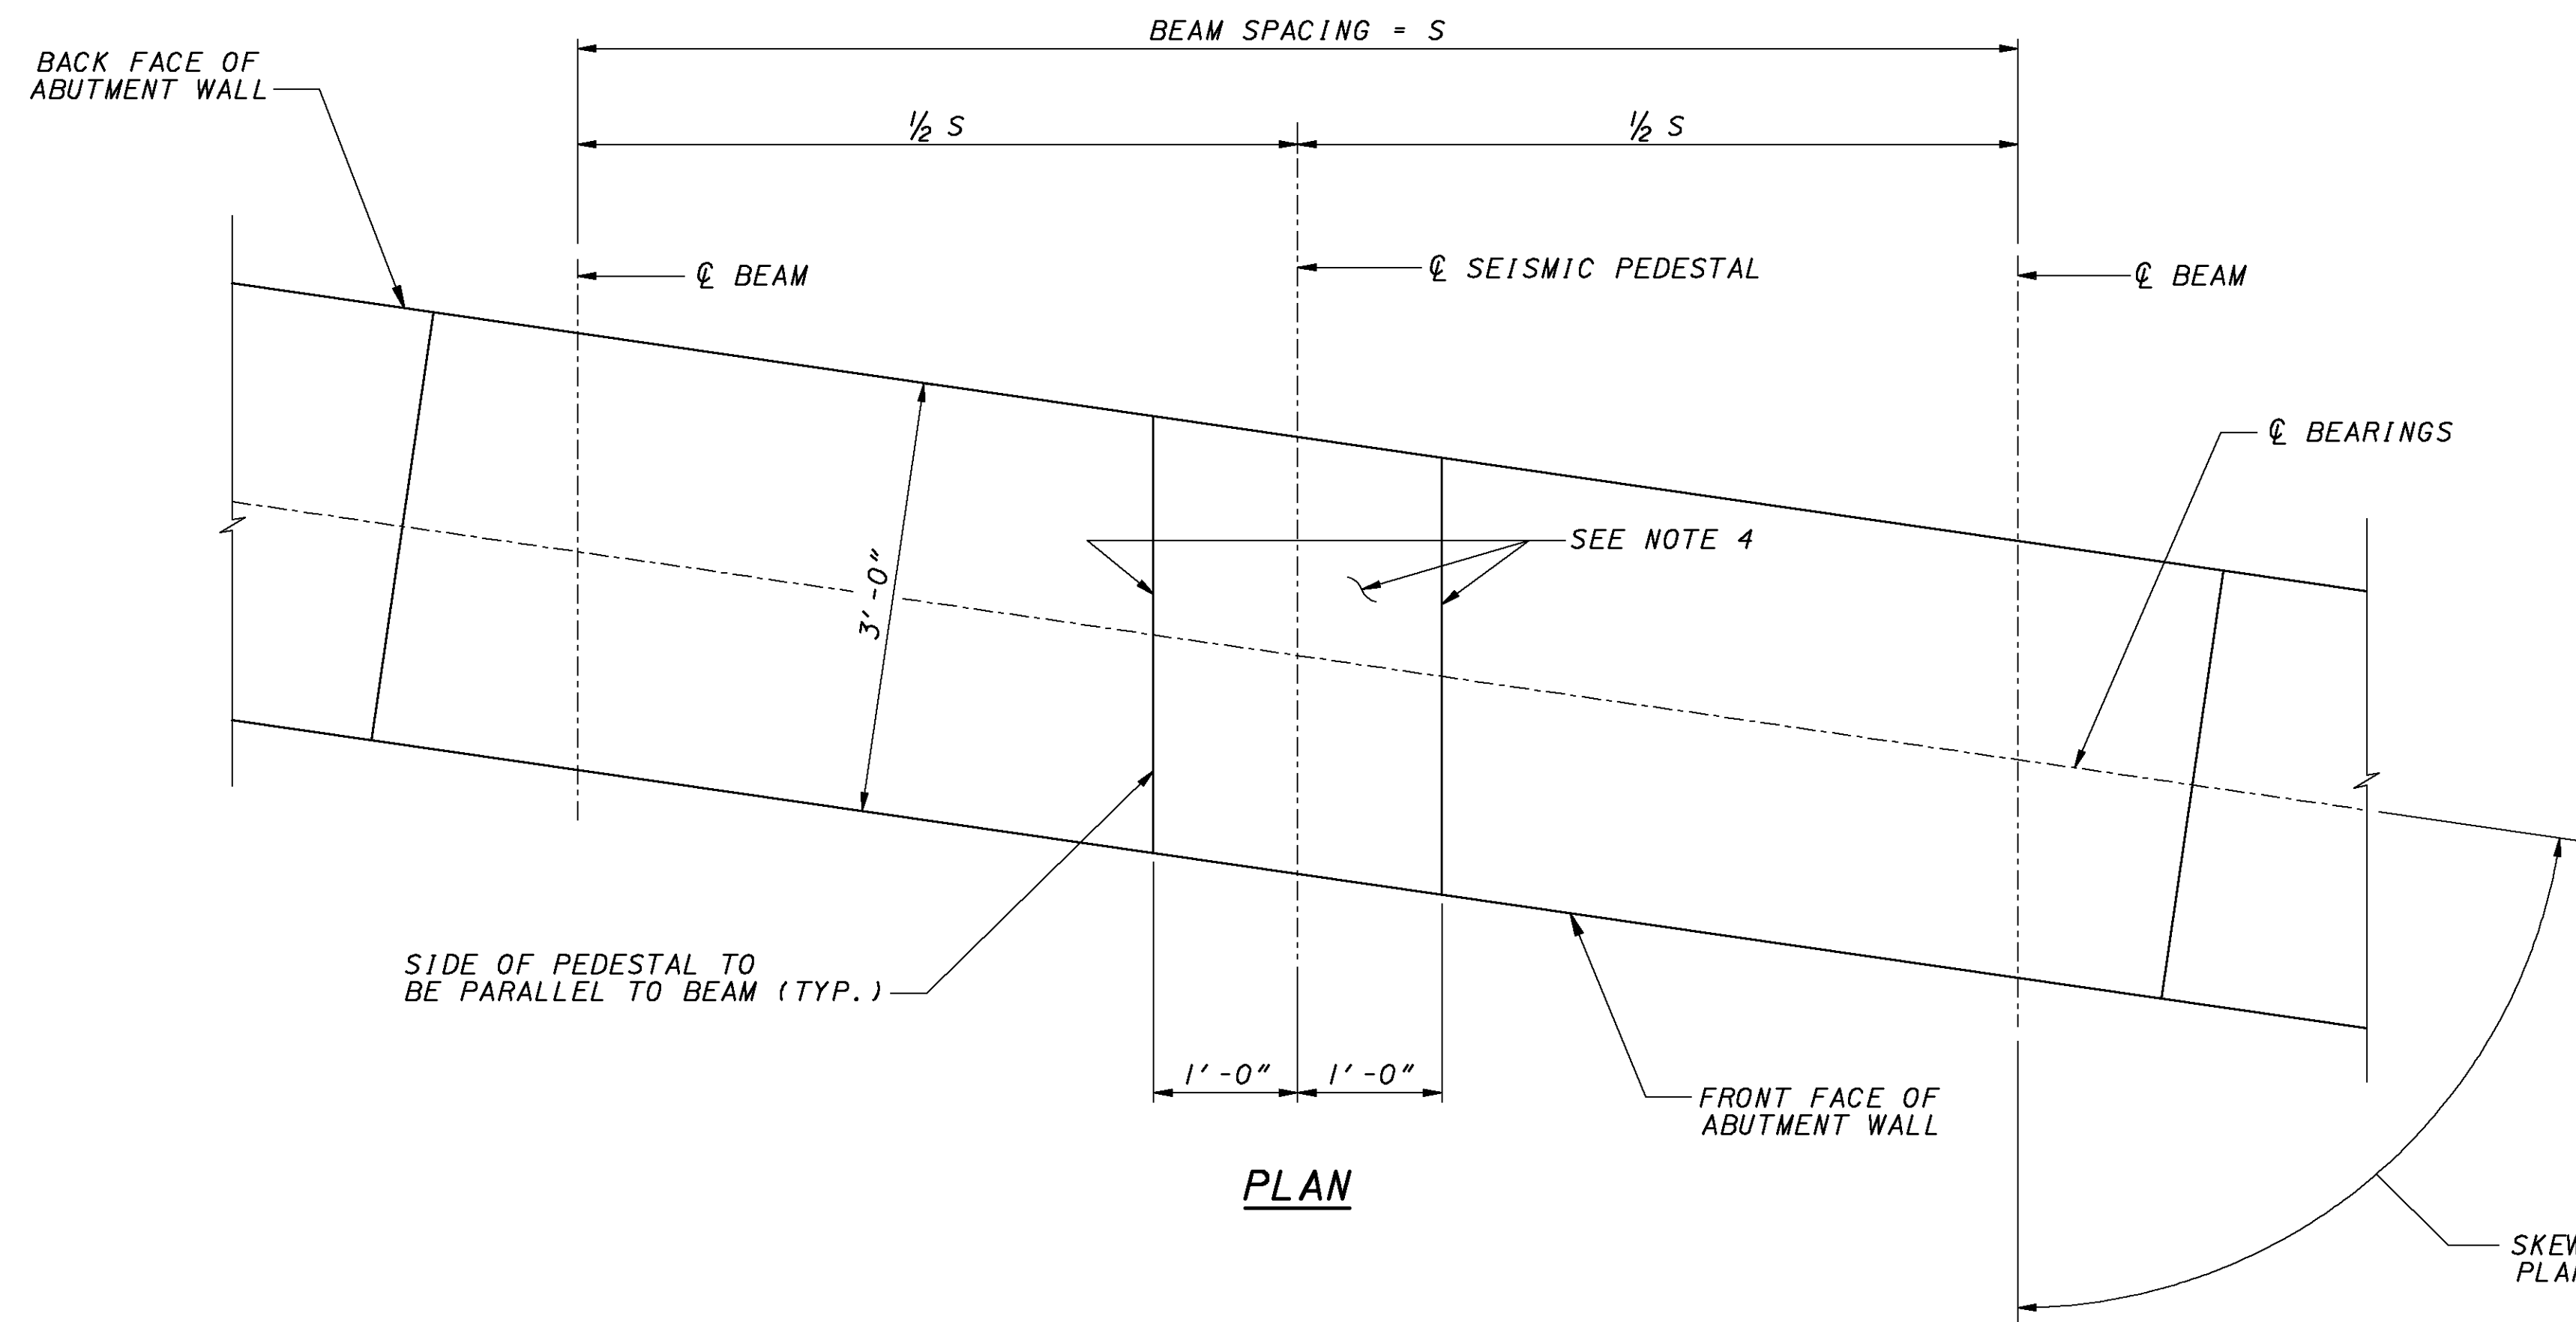 BEAM SPACING = S
BACK FACE OF
ABUTMENT WALL
½ S
½ S
℄ BEAM
℄ SEISMIC PEDESTAL
℄ BEAM
℄ BEARINGS
SEE NOTE 4
3'-0"
SIDE OF PEDESTAL TO
BE PARALLEL TO BEAM (TYP.)
1'-0"
1'-0"
FRONT FACE OF
ABUTMENT WALL
PLAN